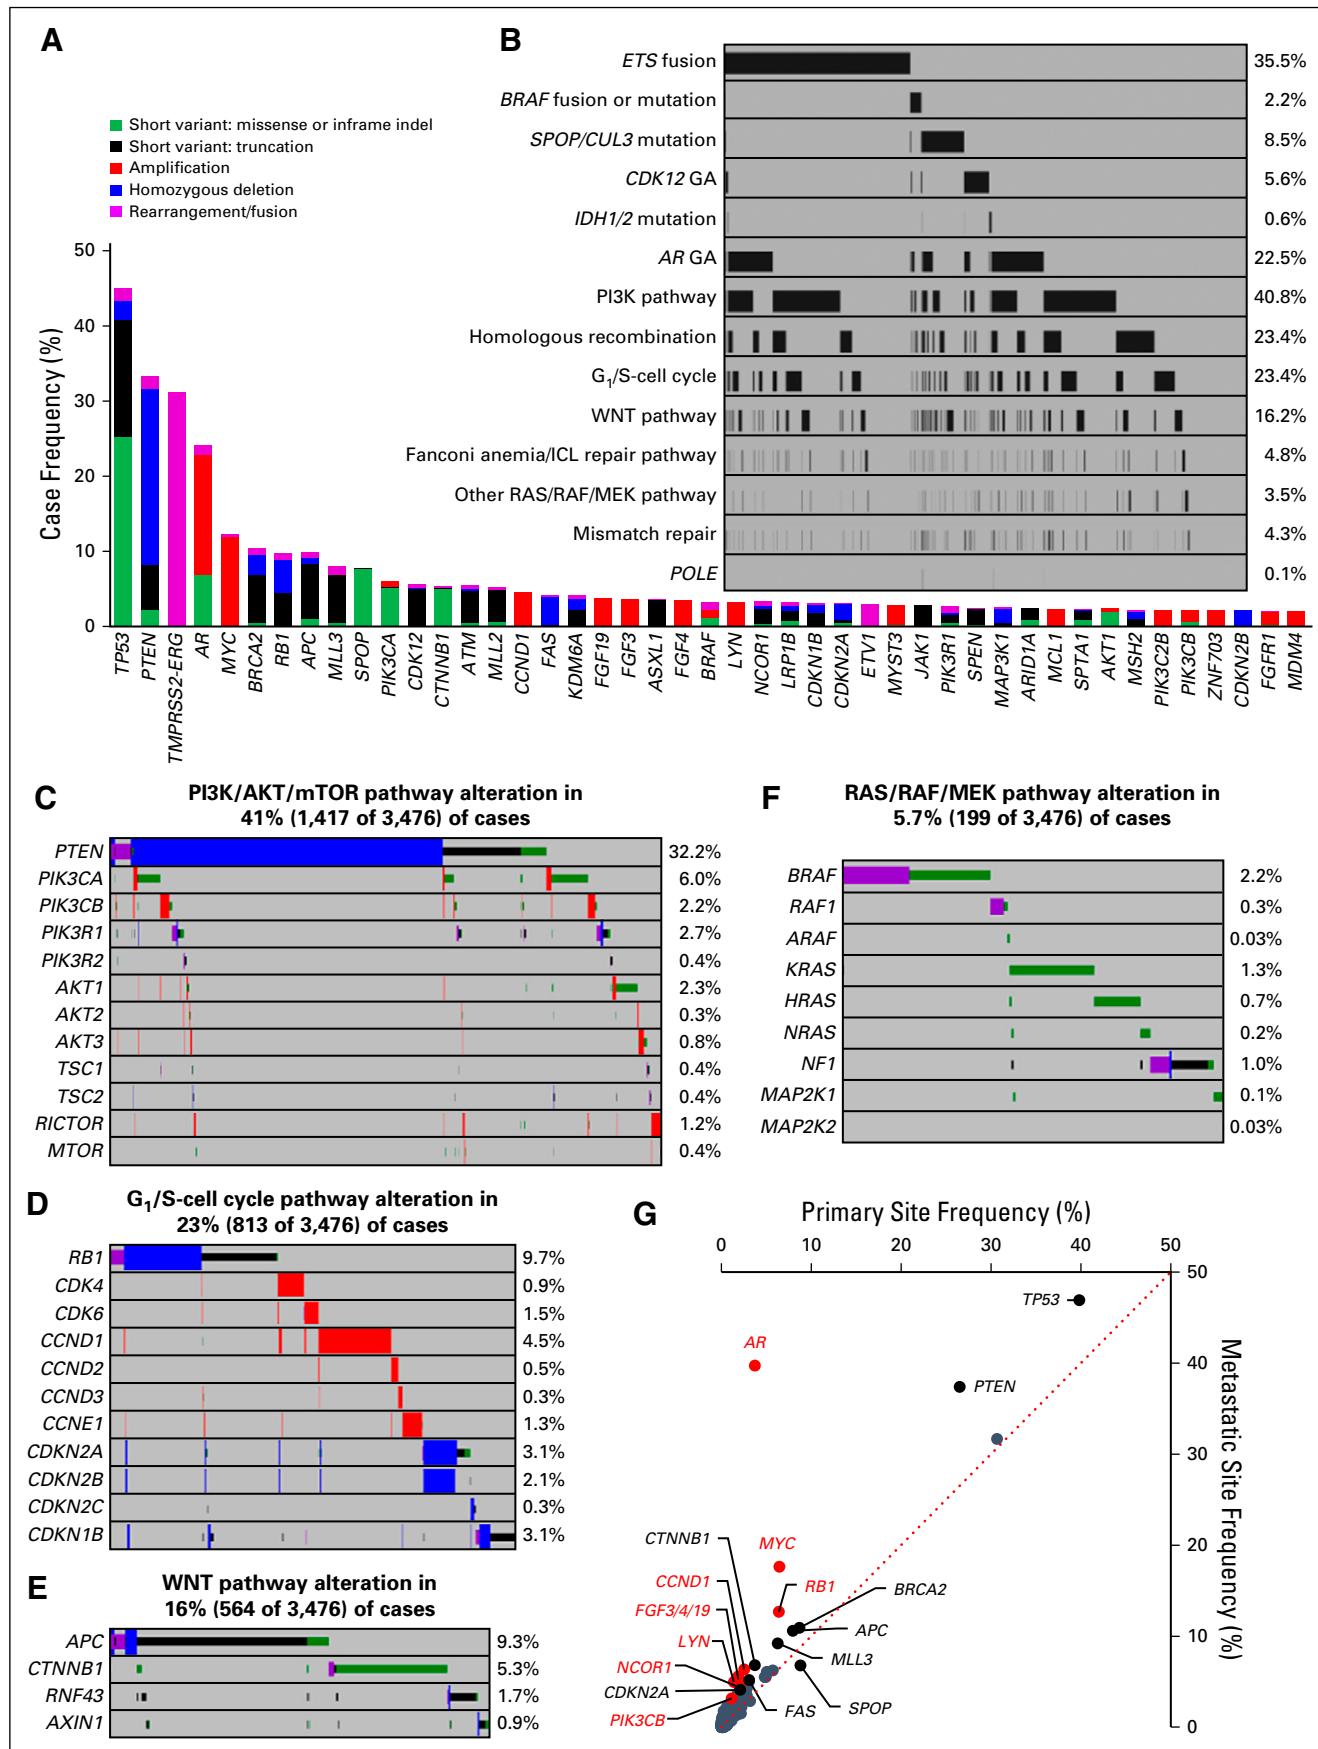 A
Short variant: missense or inframe indel
Short variant: truncation
Amplification
Homozygous deletion
Rearrangement/fusion
Case Frequency (%)
50
40
30
20
10
0
TP53
PTEN
TMPRSS2-ERG
AR
MYC
BRCA2
RB1
APC
MLL3
SPOP
PIK3CA
CDK12
CTNNB1
ATM
MLL2
CCND1
FAS
KDM6A
FGF19
FGF3
ASXL1
FGF4
BRAF
LYN
NCOR1
LRP1B
CDKN1B
CDKN2A
ETV1
MYST3
JAK1
PIK3R1
SPEN
MAP3K1
ARID1A
MCL1
SPTA1
AKT1
MSH2
PIK3C2B
PIK3CB
ZNF703
CDKN2B
FGFR1
MDM4
B
ETS fusion 35.5%
BRAF fusion or mutation 2.2%
SPOP/CUL3 mutation 8.5%
CDK12 GA 5.6%
IDH1/2 mutation 0.6%
AR GA 22.5%
PI3K pathway 40.8%
Homologous recombination 23.4%
G1/S-cell cycle 23.4%
WNT pathway 16.2%
Fanconi anemia/ICL repair pathway 4.8%
Other RAS/RAF/MEK pathway 3.5%
Mismatch repair 4.3%
POLE 0.1%
C
PI3K/AKT/mTOR pathway alteration in
41% (1,417 of 3,476) of cases
PTEN 32.2%
PIK3CA 6.0%
PIK3CB 2.2%
PIK3R1 2.7%
PIK3R2 0.4%
AKT1 2.3%
AKT2 0.3%
AKT3 0.8%
TSC1 0.4%
TSC2 0.4%
RICTOR 1.2%
MTOR 0.4%
F
RAS/RAF/MEK pathway alteration in
5.7% (199 of 3,476) of cases
BRAF 2.2%
RAF1 0.3%
ARAF 0.03%
KRAS 1.3%
HRAS 0.7%
NRAS 0.2%
NF1 1.0%
MAP2K1 0.1%
MAP2K2 0.03%
D
G1/S-cell cycle pathway alteration in
23% (813 of 3,476) of cases
RB1 9.7%
CDK4 0.9%
CDK6 1.5%
CCND1 4.5%
CCND2 0.5%
CCND3 0.3%
CCNE1 1.3%
CDKN2A 3.1%
CDKN2B 2.1%
CDKN2C 0.3%
CDKN1B 3.1%
E
WNT pathway alteration in
16% (564 of 3,476) of cases
APC 9.3%
CTNNB1 5.3%
RNF43 1.7%
AXIN1 0.9%
G
Primary Site Frequency (%)
0 10 20 30 40 50
Metastatic Site Frequency (%)
50
40
30
20
10
0
TP53
AR
PTEN
CTNNB1
MYC
CCND1
RB1
BRCA2
FGF3/4/19
APC
LYN
MLL3
NCOR1
CDKN2A
FAS
SPOP
PIK3CB